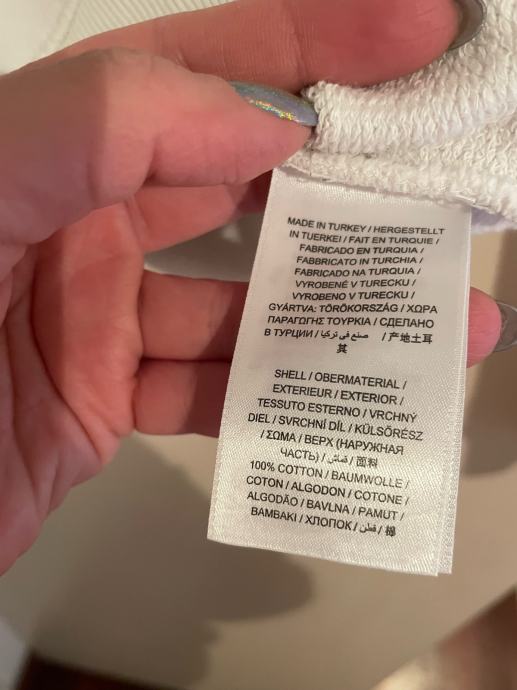 MADE IN TURKEY / HERGESTELLT
IN TUERKEI / FAIT EN TURQUIE /
FABRICADO EN TURQUIA /
FABBRICATO IN TURCHIA /
FABRICADO NA TURQUIA /
VYROBENÉ V TURECKU /
VYROBENO V TURECKU /
GYÁRTVA: TÖRÖKORSZÁG / ΧΩΡΑ
ΠΑΡΑΓΩΓΗΣ ΤΟΥΡΚΙΑ / СДЕЛАНО
В ТУРЦИИ / صنع في تركيا / 产地土耳
其
SHELL / OBERMATERIAL /
EXTERIEUR / EXTERIOR /
TESSUTO ESTERNO / VRCHNÝ
DIEL / SVRCHNÍ DÍL / KÜLSŐRÉSZ
/ ΣΩΜΑ / ВЕРХ (НАРУЖНАЯ
ЧАСТЬ) / قماش / 面料
100% COTTON / BAUMWOLLE /
COTON / ALGODON / COTONE /
ALGODÃO / BAVLNA / PAMUT /
BAMBAKI / ХЛОПОК / قطن / 棉